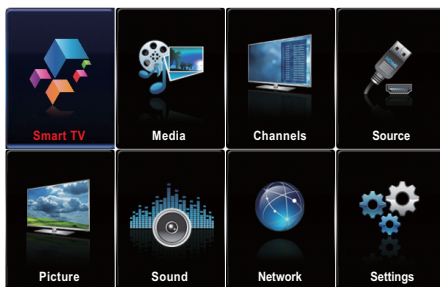 Smart TV
Media
Channels
Source
Picture
Sound
Network
Settings